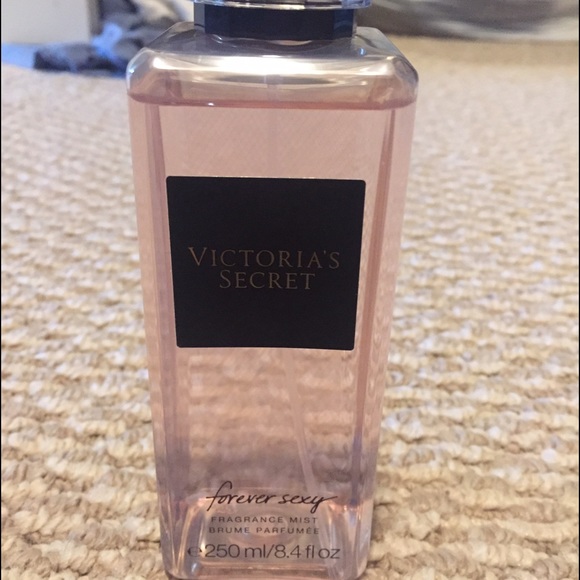 VICTORIA'S
SECRET
forever sexy
FRAGRANCE MIST
BRUME PARFUMÉE
e 250 ml/8.4 fl oz